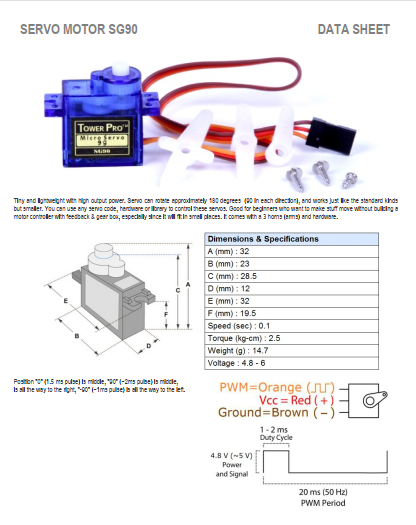 SERVO MOTOR SG90 DATA SHEET
TOWER PRO™
Micro Servo
9g
SG90
Tiny and lightweight with high output power. Servo can rotate approximately 180 degrees (90 in each direction), and works just like the standard kinds
but smaller. You can use any servo code, hardware or library to control these servos. Good for beginners who want to make stuff move without building a
motor controller with feedback & gear box, especially since it will fit in small places. It comes with a 3 horns (arms) and hardware.
Dimensions & Specifications
A (mm) : 32
B (mm) : 23
C (mm) : 28.5
D (mm) : 12
E (mm) : 32
F (mm) : 19.5
Speed (sec) : 0.1
Torque (kg-cm) : 2.5
Weight (g) : 14.7
Voltage : 4.8 - 6
A
C
E
F
B
D
Position "0" (1.5 ms pulse) is middle, "90" (~2ms pulse) is middle,
is all the way to the right, "-90" (~1ms pulse) is all the way to the left.
PWM=Orange (⎍⎍)
Vcc = Red (+)
Ground=Brown (−)
1 - 2 ms
Duty Cycle
4.8 V (~5 V)
Power
and Signal
20 ms (50 Hz)
PWM Period